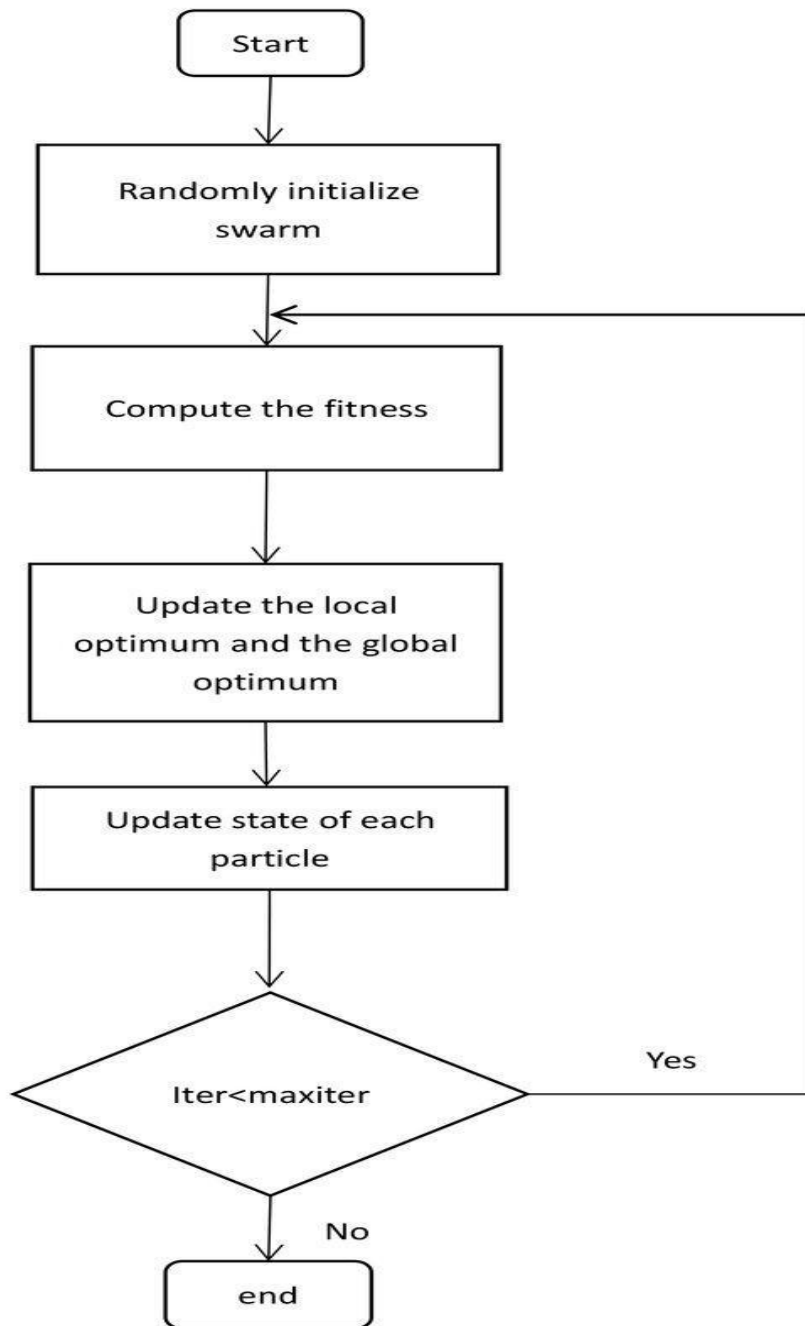 Start
Randomly initialize
swarm
Compute the fitness
Update the local
optimum and the global
optimum
Update state of each
particle
Iter<maxiter
Yes
No
end